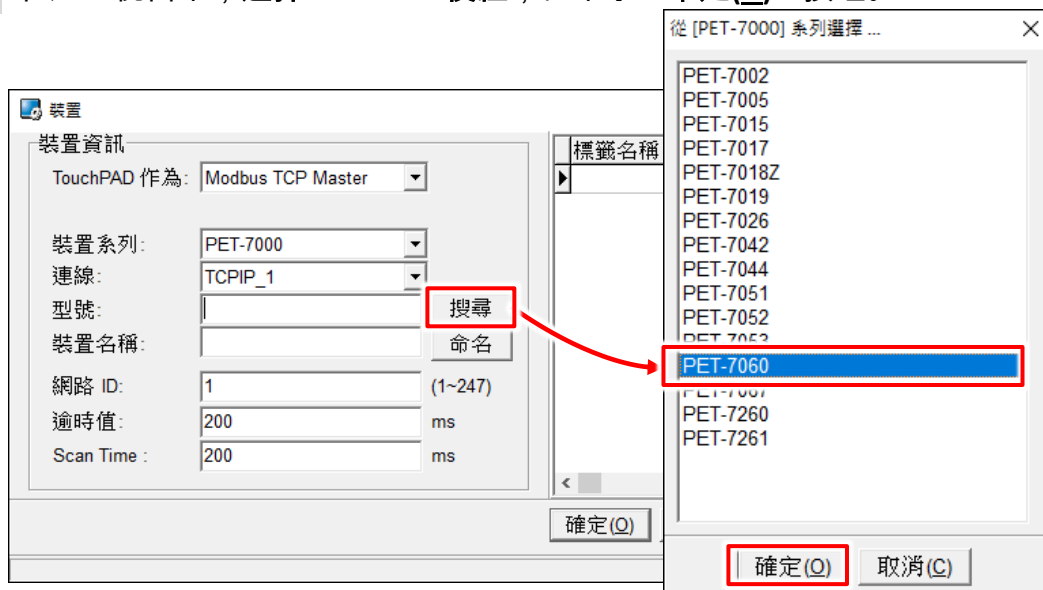 從 [PET-7000] 系列選擇 ...
PET-7002
PET-7005
PET-7015
PET-7017
PET-7018Z
PET-7019
PET-7026
PET-7042
PET-7044
PET-7051
PET-7052
PET-7053
PET-7060
PET-7067
PET-7260
PET-7261
確定(O)
取消(C)
裝置
裝置資訊
TouchPAD 作為: Modbus TCP Master
裝置系列: PET-7000
連線: TCPIP_1
型號: 搜尋
裝置名稱: 命名
網路 ID: 1 (1~247)
逾時值: 200 ms
Scan Time : 200 ms
標籤名稱
確定(O)